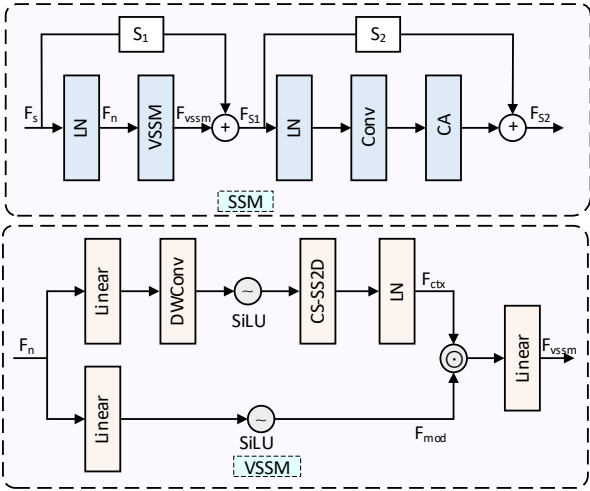 S1
S2
Fs
LN
Fn
VSSM
Fvssm
+
FS1
LN
Conv
CA
+
FS2
SSM
Linear
DWConv
~
SiLU
CS-SS2D
LN
Fctx
Fn
Linear
Fvssm
Linear
~
SiLU
Fmod
VSSM